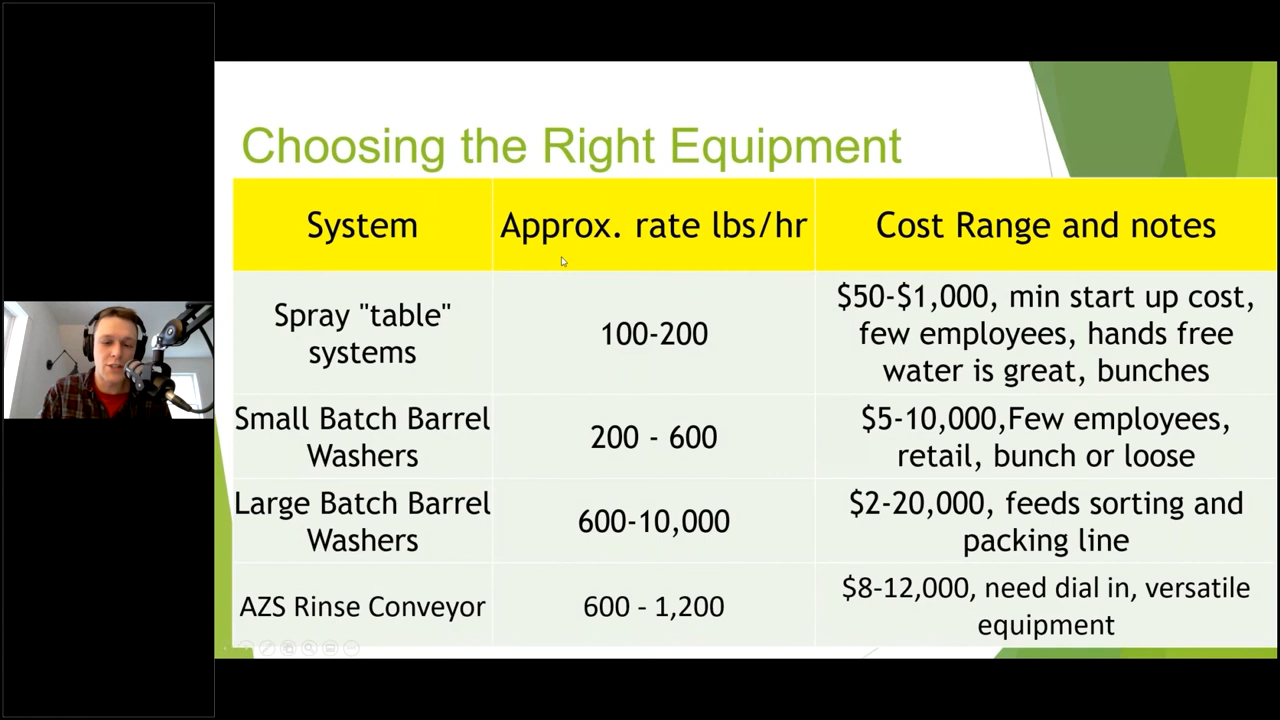 Choosing the Right Equipment
System
Approx. rate lbs/hr
Cost Range and notes
Spray "table"
systems
100-200
$50-$1,000, min start up cost,
few employees, hands free
water is great, bunches
Small Batch Barrel
Washers
200 - 600
$5-10,000,Few employees,
retail, bunch or loose
Large Batch Barrel
Washers
600-10,000
$2-20,000, feeds sorting and
packing line
AZS Rinse Conveyor
600 - 1,200
$8-12,000, need dial in, versatile
equipment